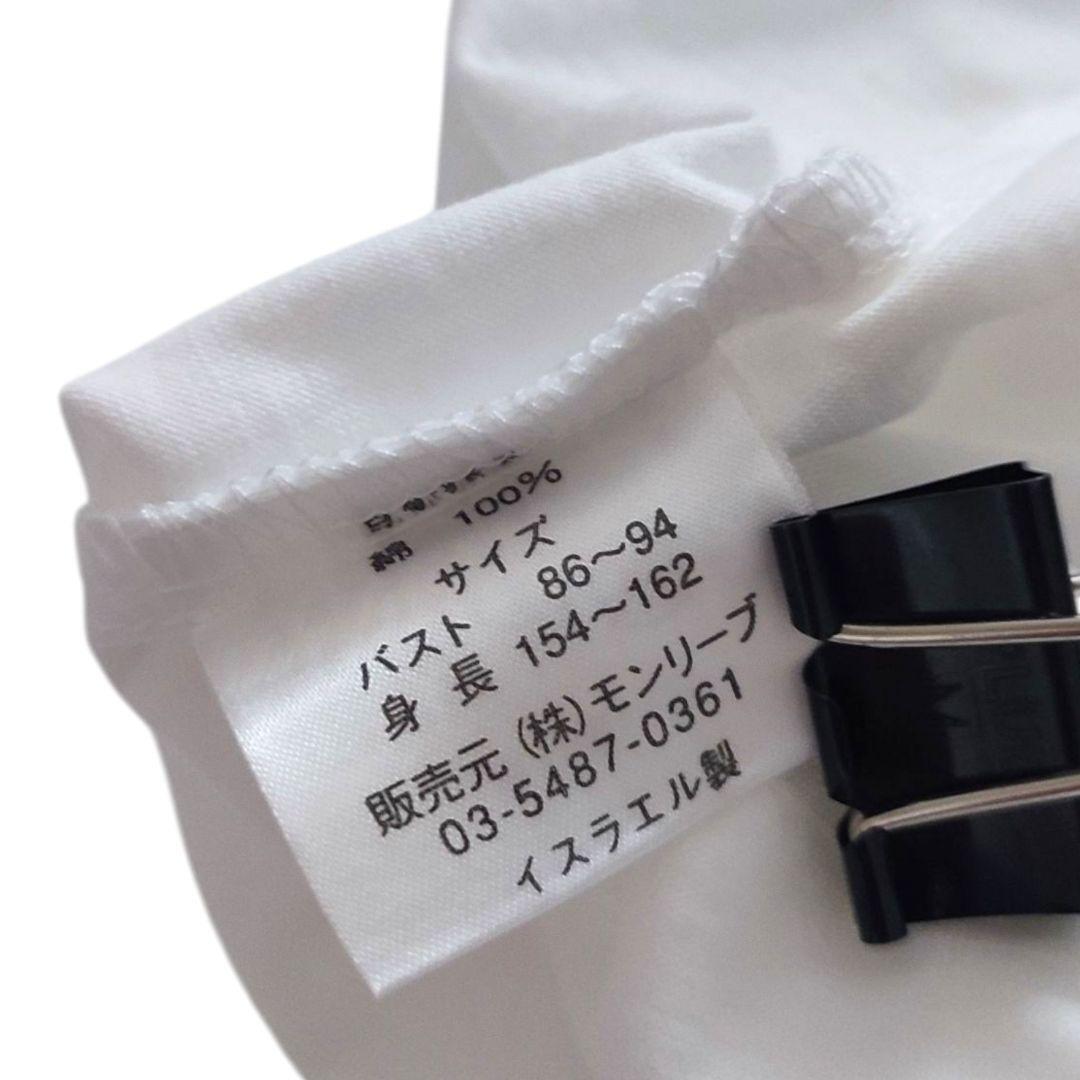 綿 100%
サイズ
バスト 86～94
身 長 154～162
販売元 (株)モンリーブ
03-5487-0361
イスラエル製